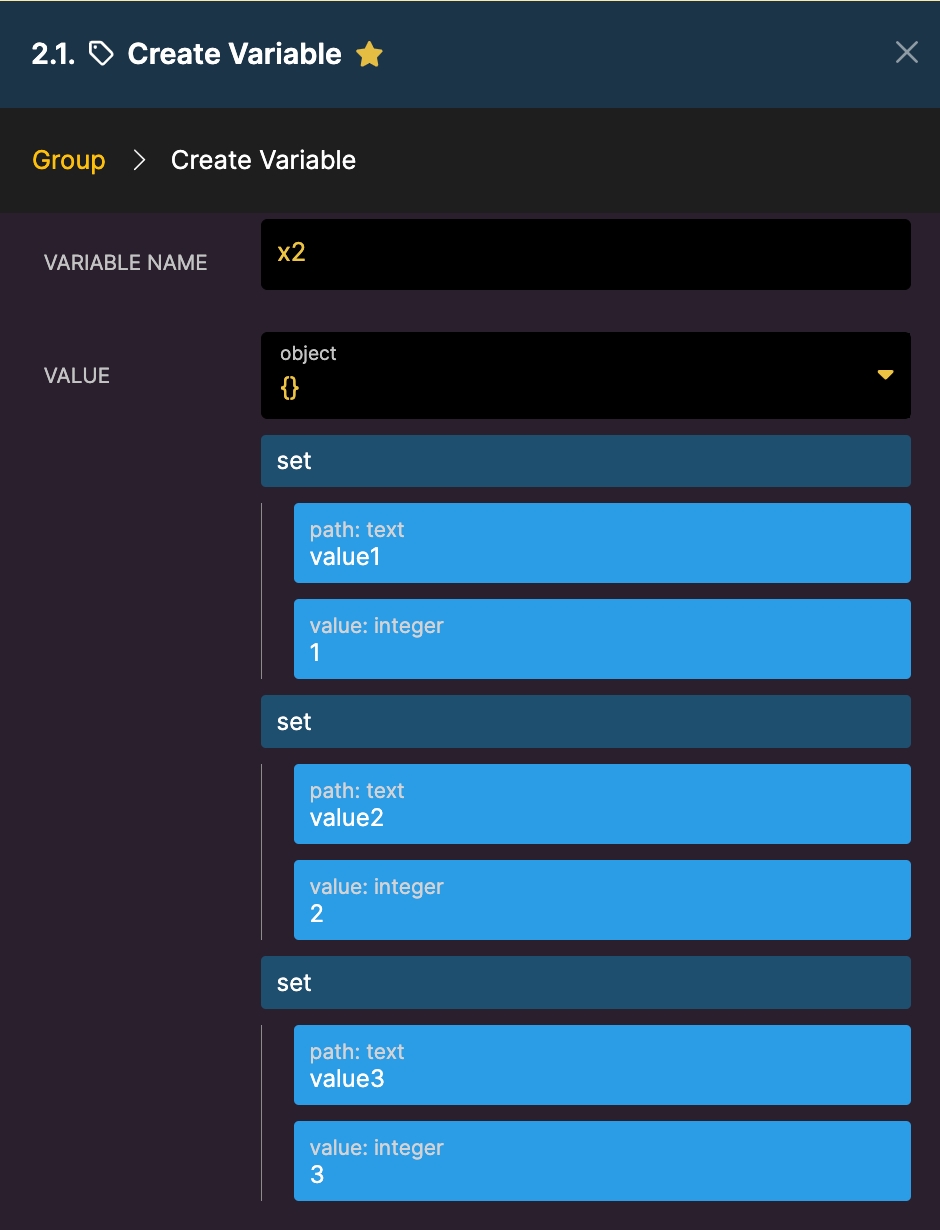 2.1. Create Variable
Group > Create Variable
VARIABLE NAME
x2
VALUE
object
{}
set
path: text
value1
value: integer
1
set
path: text
value2
value: integer
2
set
path: text
value3
value: integer
3